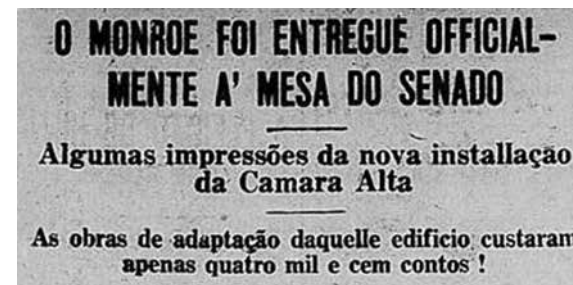 O MONROE FOI ENTREGUE OFFICIAL-
MENTE A' MESA DO SENADO
Algumas impressões da nova installação
da Camara Alta
As obras de adaptação daquelle edificio custaram
apenas quatro mil e cem contos !